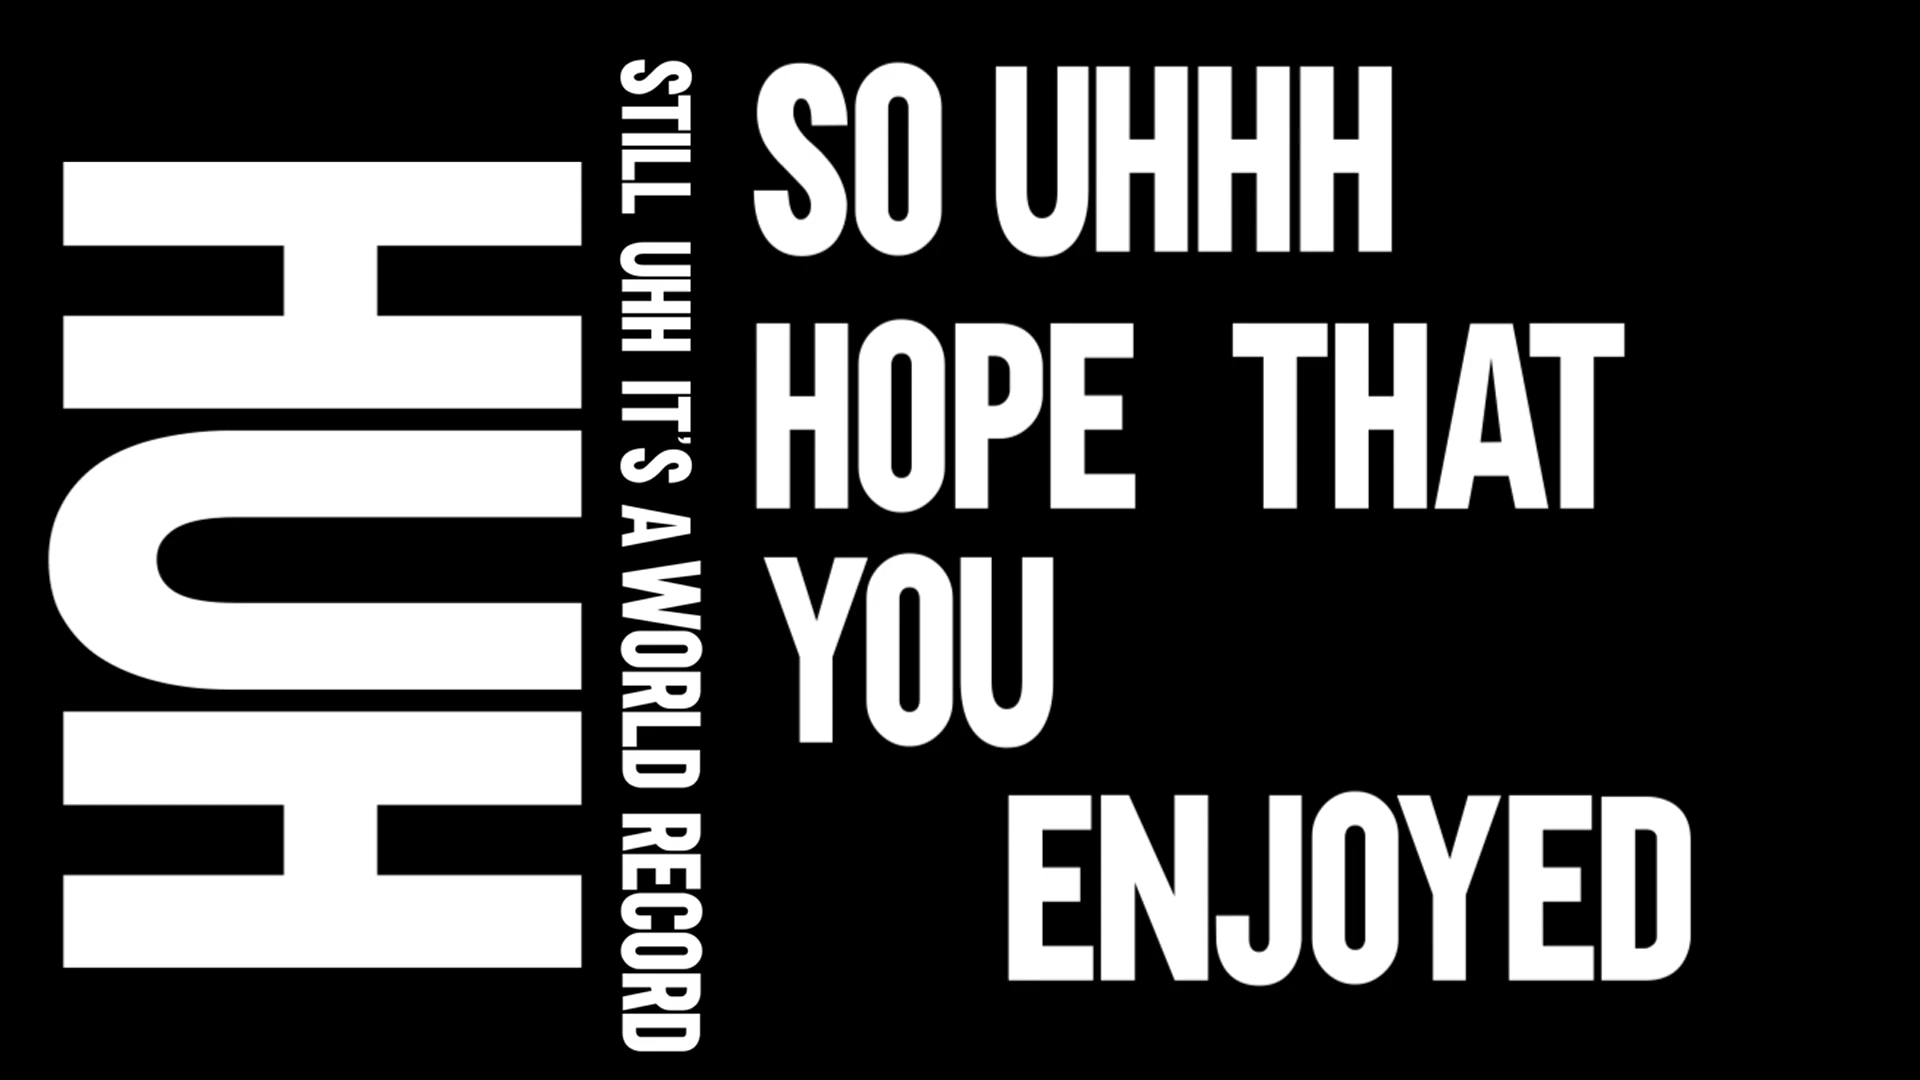 HUH
STILL UHH IT'S A WORLD RECORD
SO UHHH
HOPE THAT
YOU
ENJOYED